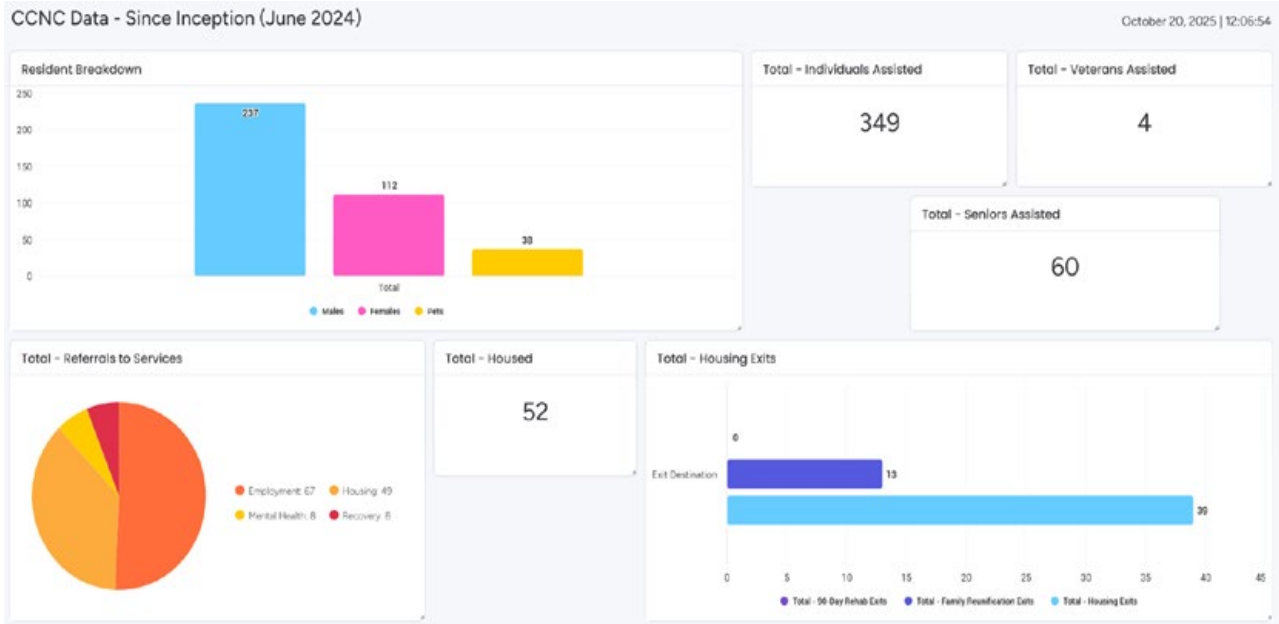 CCNC Data - Since Inception (June 2024)
October 20, 2025 | 12:06:54
Resident Breakdown
250
200
150
100
50
0
237
112
38
Total
Males Females Pets
Total - Individuals Assisted
349
Total - Veterans Assisted
4
Total - Seniors Assisted
60
Total - Referrals to Services
Employment: 67 Housing: 49
Mental Health: 8 Recovery: 8
Total - Housed
52
Total - Housing Exits
0
Exit Destination
13
39
0 5 10 15 20 25 30 35 40 45
Total - 90-Day Rehab Exits Total - Family Reunification Exits Total - Housing Exits